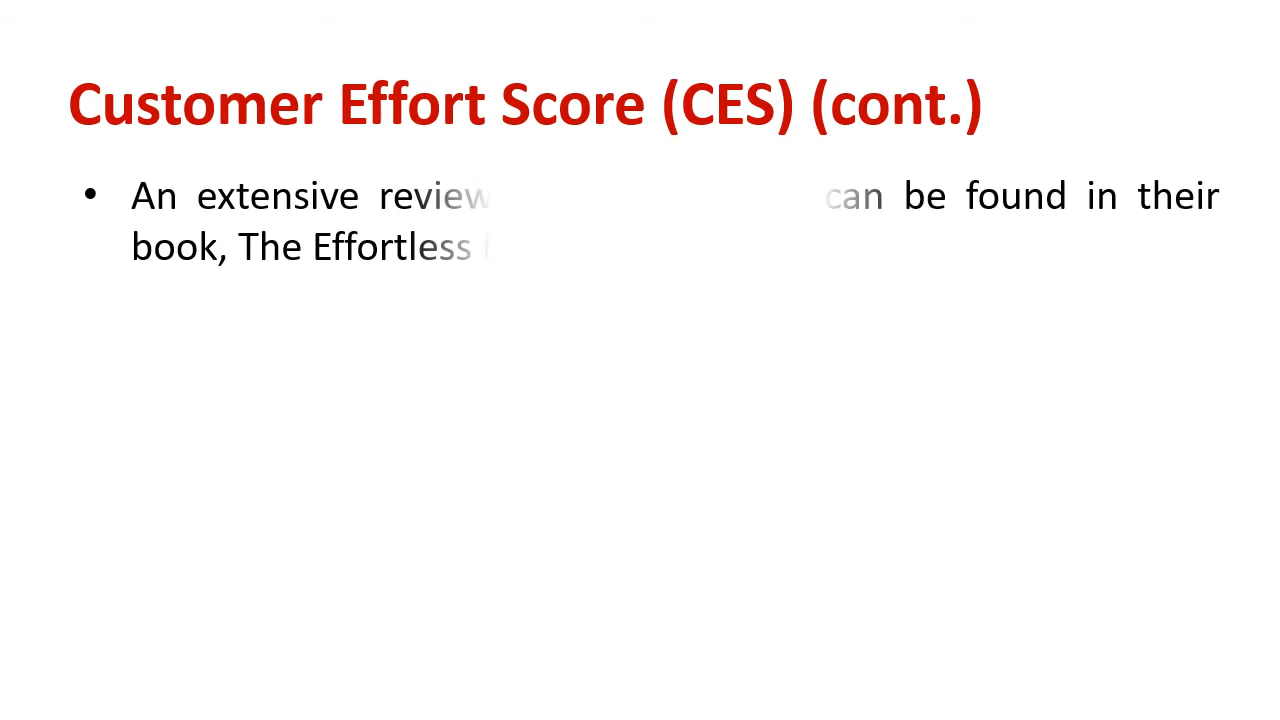 Customer Effort Score (CES) (cont.)
• An extensive review can be found in their
book, The Effortless